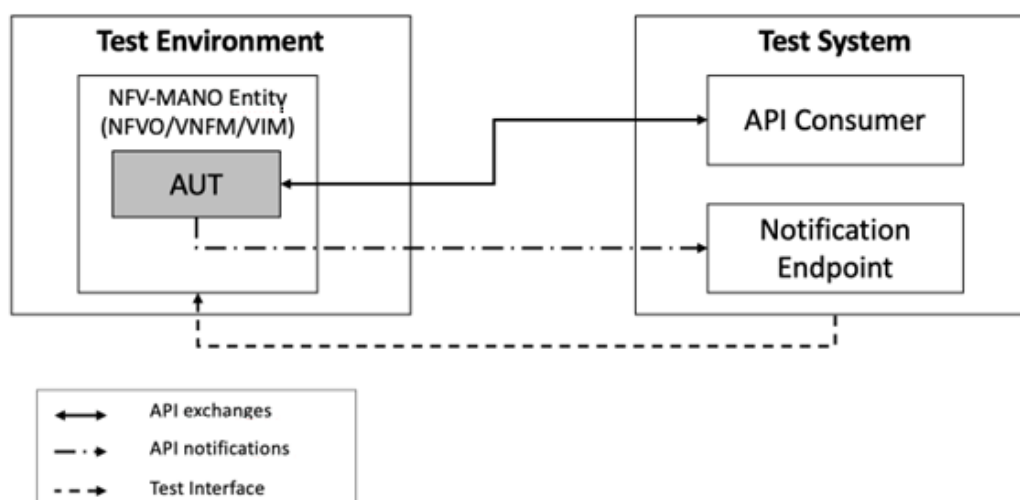 Test Environment
NFV-MANO Entity
(NFVO/VNFM/VIM)
AUT
Test System
API Consumer
Notification
Endpoint
API exchanges
API notifications
Test Interface